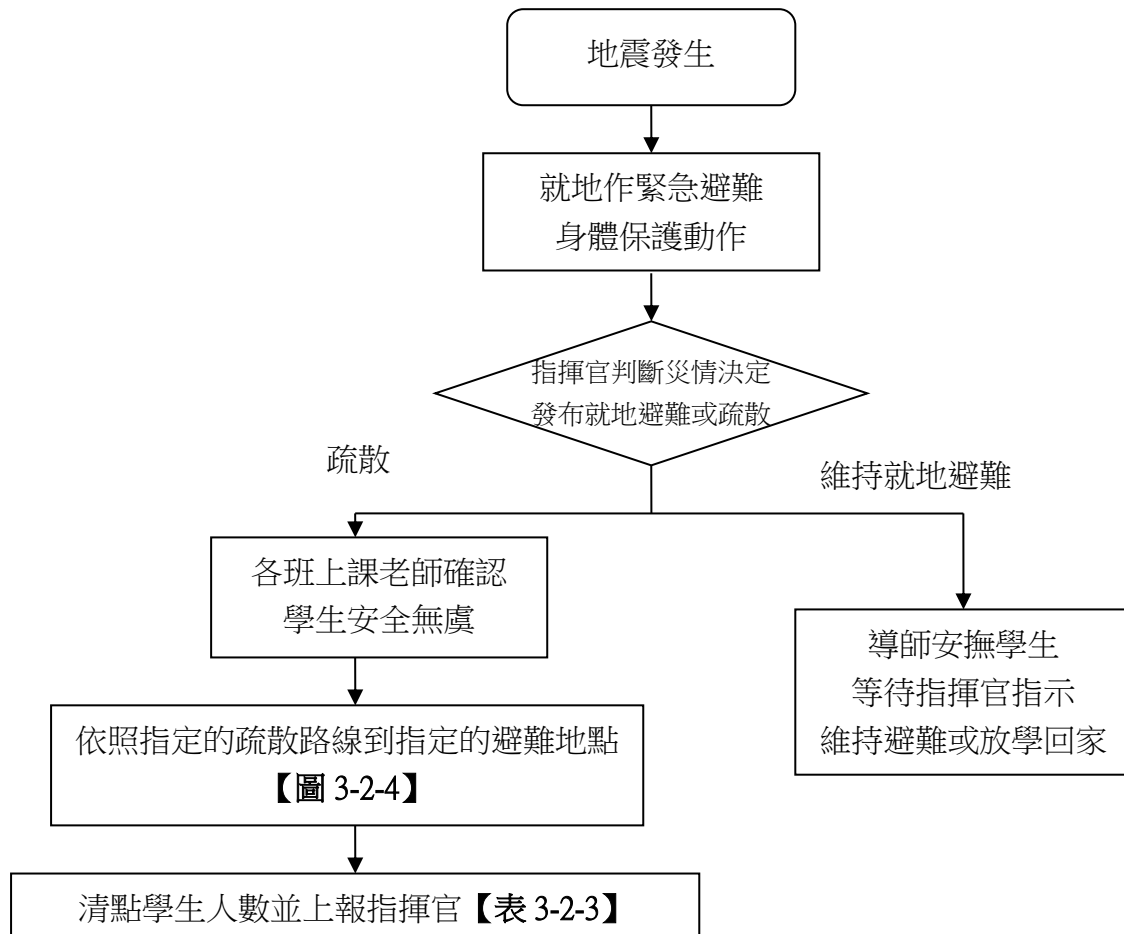 地震發生
就地作緊急避難
身體保護動作
指揮官判斷災情決定
發布就地避難或疏散
疏散
維持就地避難
各班上課老師確認
學生安全無虞
導師安撫學生
等待指揮官指示
維持避難或放學回家
依照指定的疏散路線到指定的避難地點
【圖 3-2-4】
清點學生人數並上報指揮官【表 3-2-3】